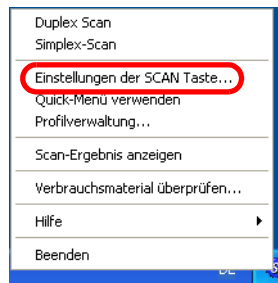 Duplex Scan
Simplex-Scan
Einstellungen der SCAN Taste...
Quick-Menü verwenden
Profilverwaltung...
Scan-Ergebnis anzeigen
Verbrauchsmaterial überprüfen...
Hilfe
Beenden